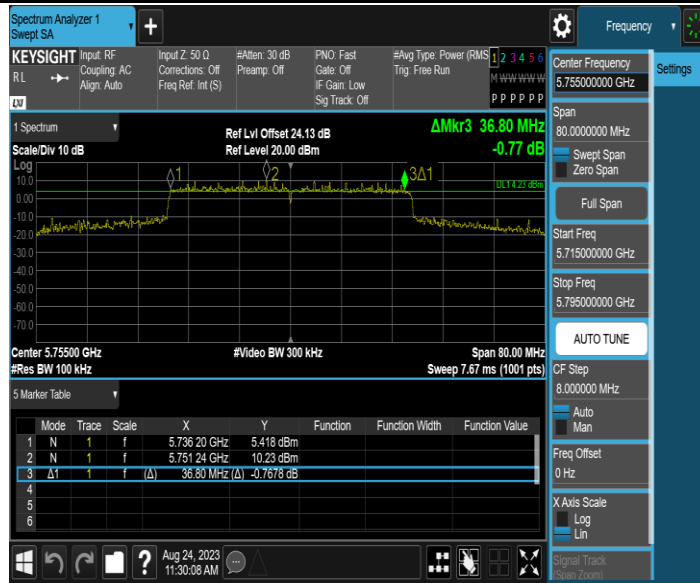 Spectrum Analyzer 1
Swept SA
+
Frequency
KEYSIGHT Input: RF Input Z: 50 Ω #Atten: 30 dB PNO: Fast #Avg Type: Power (RMS 1 2 3 4 5 6
RL Coupling: AC Corrections: Off Preamp: Off Gate: Off Trig: Free Run M W W W W W
Align: Auto Freq Ref: Int (S) IF Gain: Low
LXI Sig Track: Off P P P P P P
1 Spectrum
Scale/Div 10 dB
Ref Lvl Offset 24.13 dB
Ref Level 20.00 dBm
ΔMkr3 36.80 MHz
-0.77 dB
Log
1
2
3Δ1
DL1 4.23 dBm
10.0
0.00
-10.0
-20.0
-30.0
-40.0
-50.0
-60.0
-70.0
Center 5.75500 GHz #Video BW 300 kHz Span 80.00 MHz
#Res BW 100 kHz Sweep 7.67 ms (1001 pts)
5 Marker Table
Mode Trace Scale X Y Function Function Width Function Value
1 N 1 f 5.736 20 GHz 5.418 dBm
2 N 1 f 5.751 24 GHz 10.23 dBm
3 Δ1 1 f (Δ) 36.80 MHz (Δ) -0.7678 dB
4
5
6
? Aug 24, 2023
11:30:08 AM
Center Frequency
5.755000000 GHz
Span
80.0000000 MHz
Swept Span
Zero Span
Full Span
Start Freq
5.715000000 GHz
Stop Freq
5.795000000 GHz
AUTO TUNE
CF Step
8.000000 MHz
Auto
Man
Freq Offset
0 Hz
X Axis Scale
Log
Lin
Signal Track
(Span Zoom)
Settings